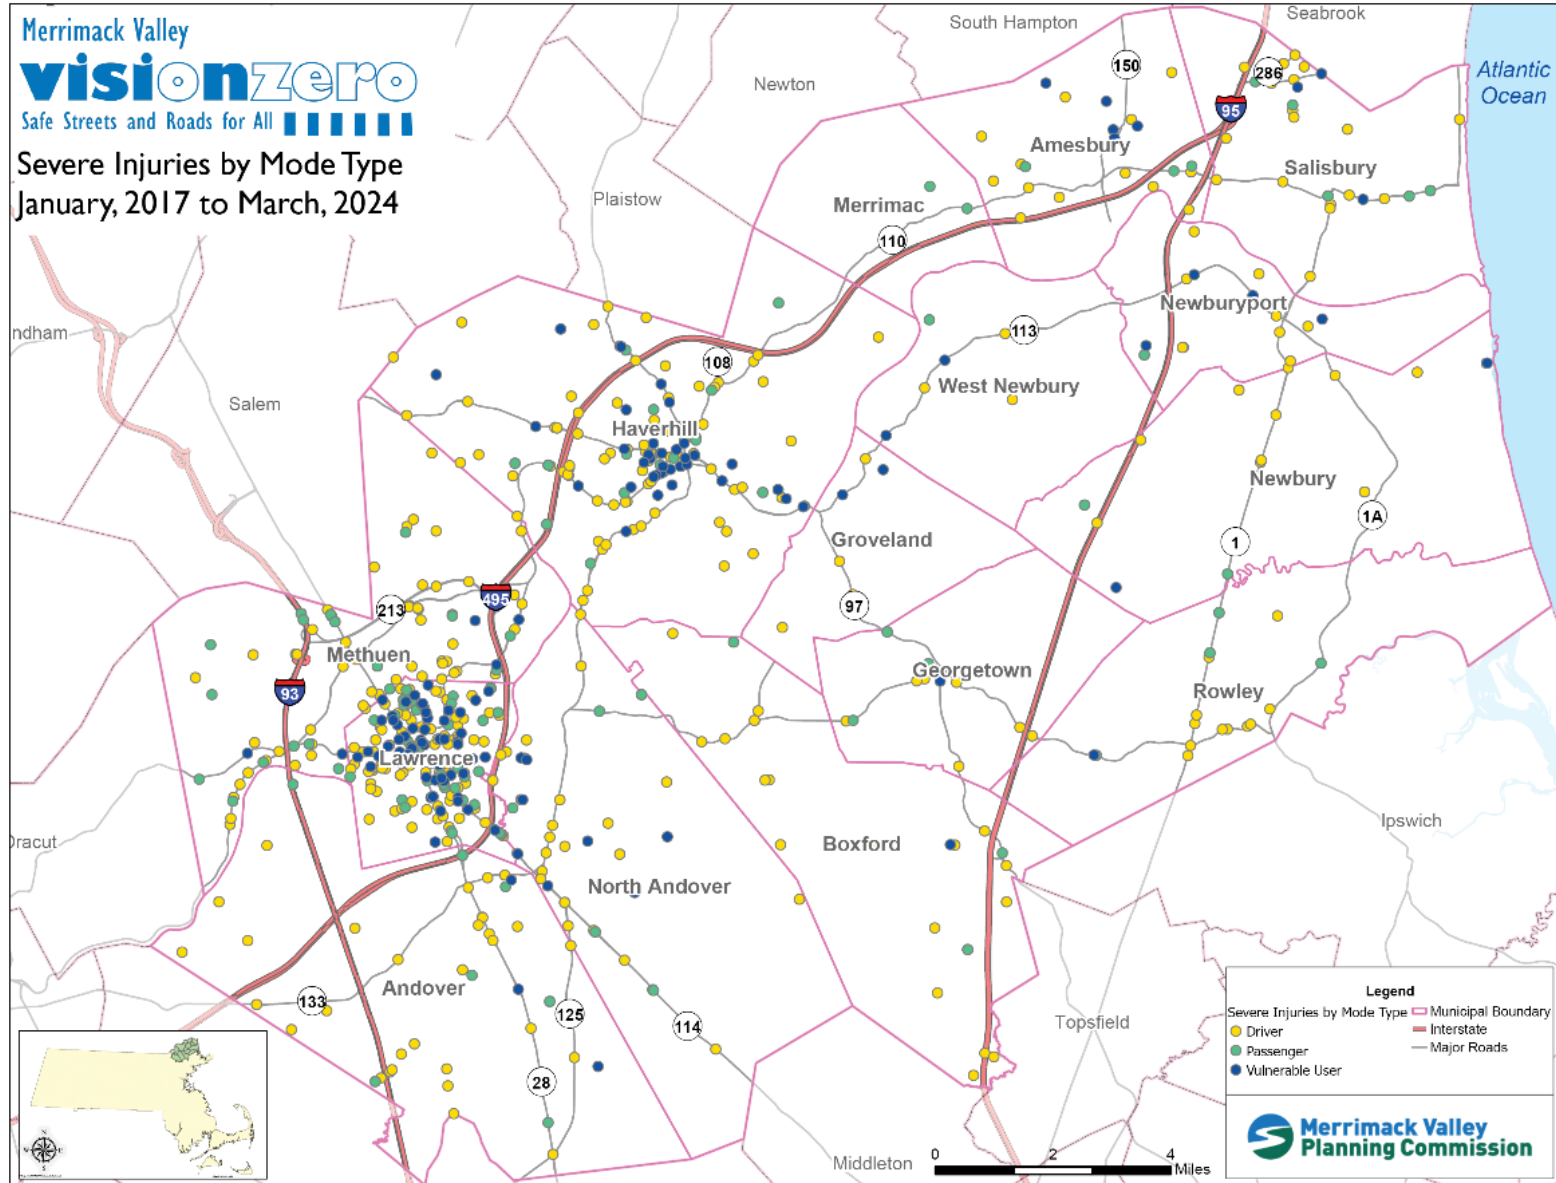 Merrimack Valley
visionzero
Safe Streets and Roads for All
Severe Injuries by Mode Type
January, 2017 to March, 2024
South Hampton
Seabrook
Atlantic
Ocean
Newton
150
286
95
Amesbury
Salisbury
Plaistow
Merrimac
110
Newburyport
ndham
113
108
West Newbury
Salem
Haverhill
Newbury
1A
Groveland
1
495
97
213
Methuen
Georgetown
93
Rowley
Lawrence
Ipswich
Dracut
Boxford
North Andover
Andover
133
125
114
Topsfield
28
Middleton
Legend
Severe Injuries by Mode Type
Driver
Passenger
Vulnerable User
Municipal Boundary
Interstate
Major Roads
Merrimack Valley
Planning Commission
0 2 4
Miles
N
W E
S